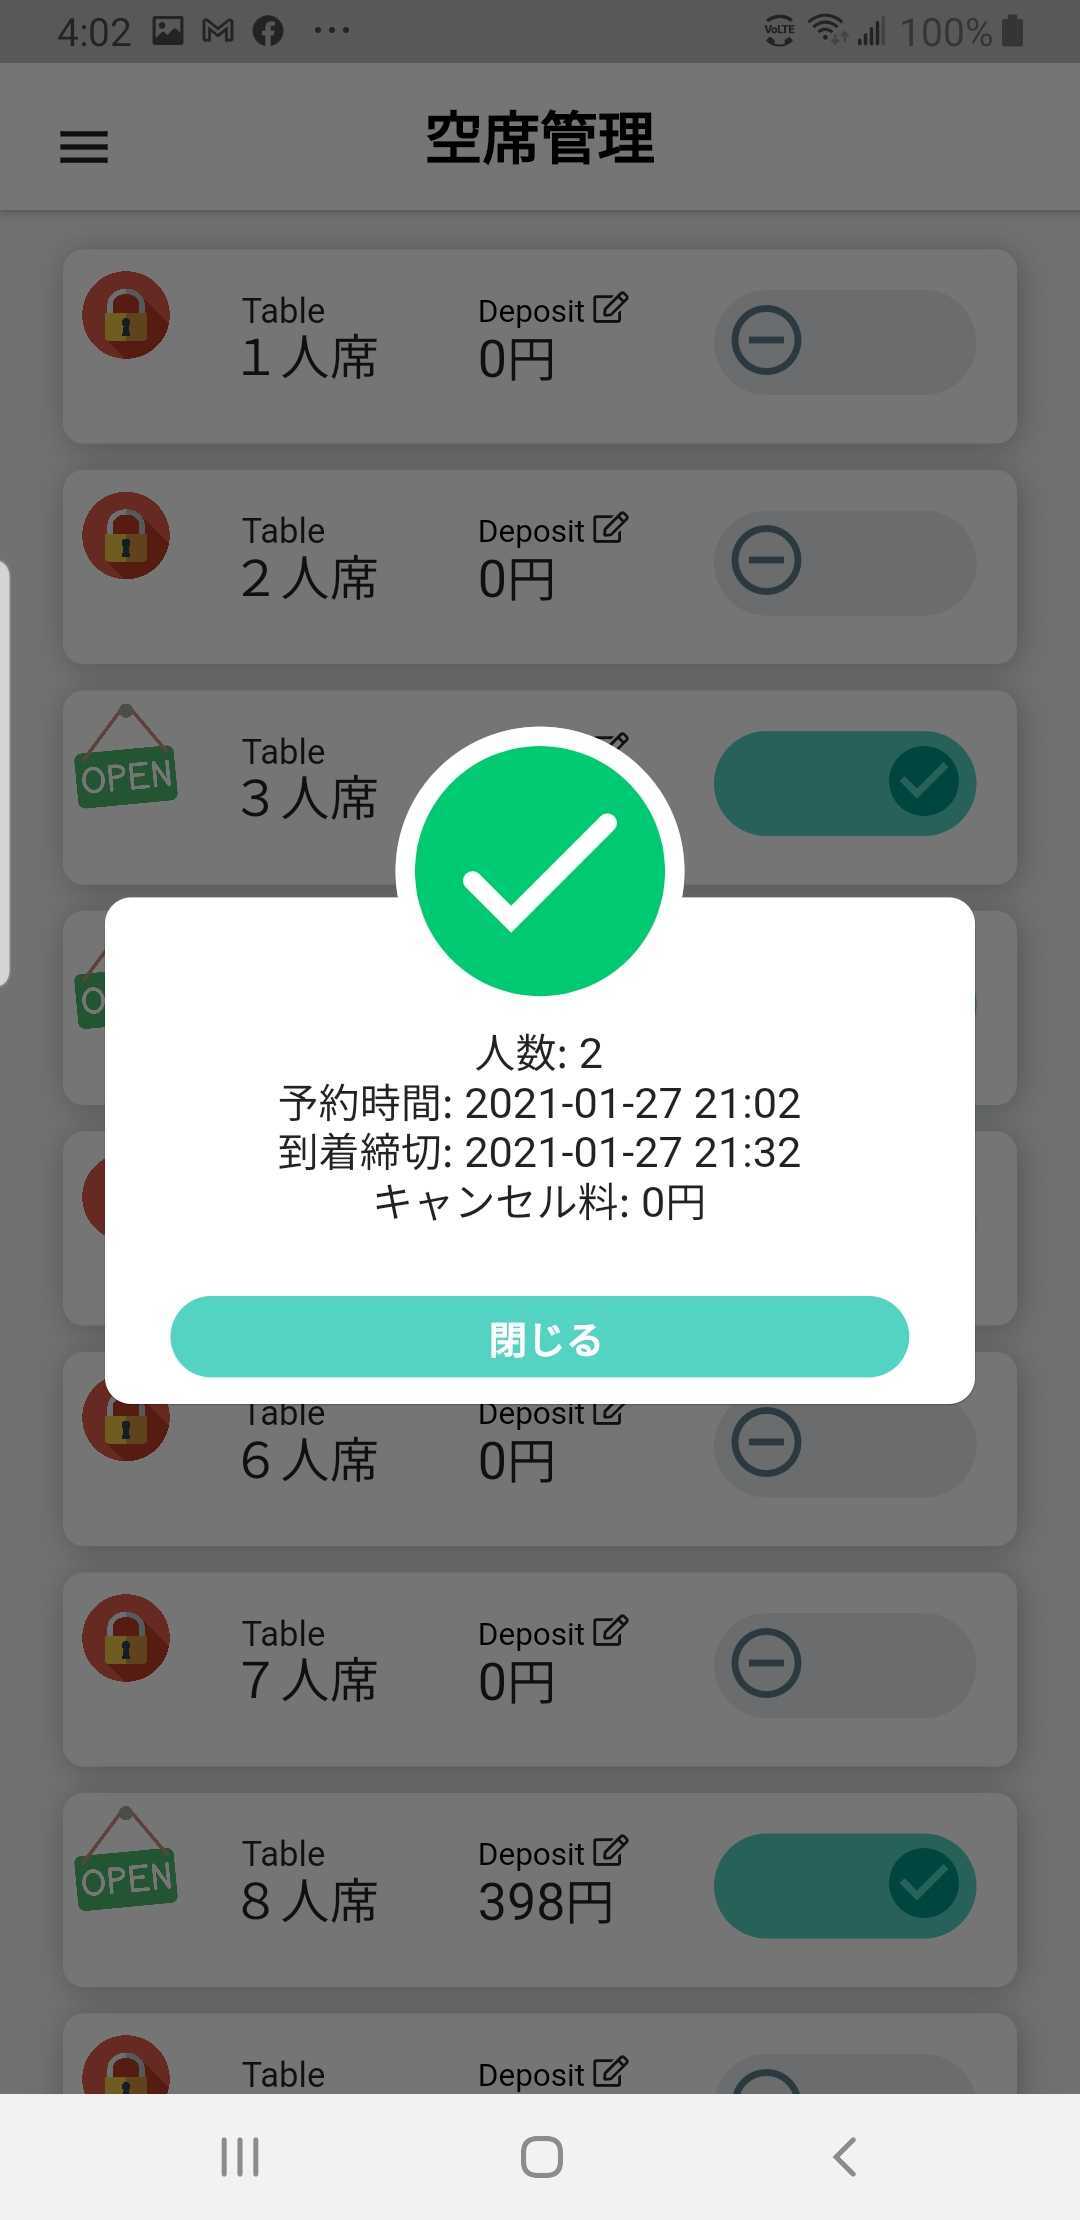 4:02 VoLTE 100%
空席管理
Table Deposit
１人席 0円
Table Deposit
２人席 0円
OPEN Table
３人席
人数: 2
予約時間: 2021-01-27 21:02
到着締切: 2021-01-27 21:32
キャンセル料: 0円
閉じる
Table Deposit
６人席 0円
Table Deposit
７人席 0円
OPEN Table Deposit
８人席 398円
Table Deposit